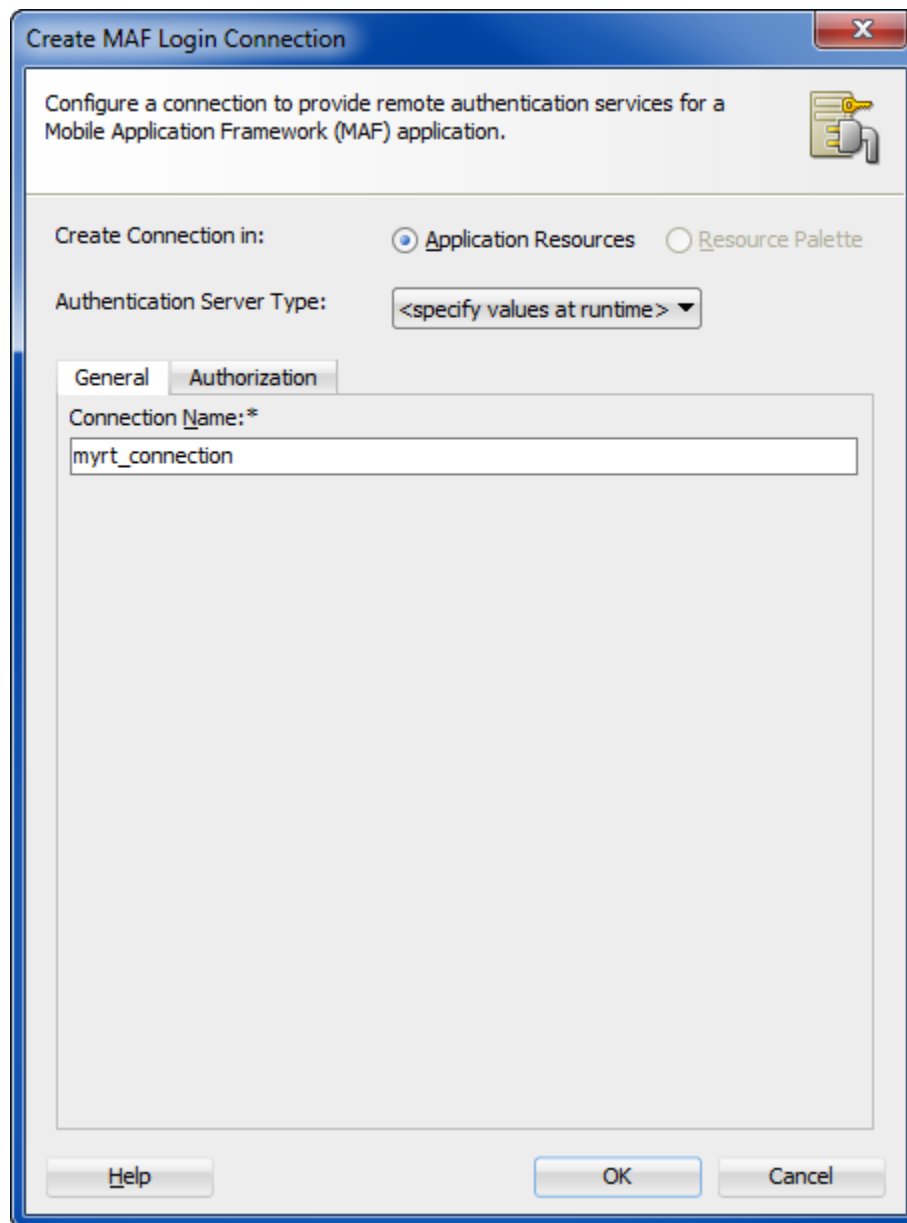 Create MAF Login Connection
Configure a connection to provide remote authentication services for a
Mobile Application Framework (MAF) application.
Create Connection in: Application Resources Resource Palette
Authentication Server Type: <specify values at runtime>
General Authorization
Connection Name:*
myrt_connection
Help OK Cancel